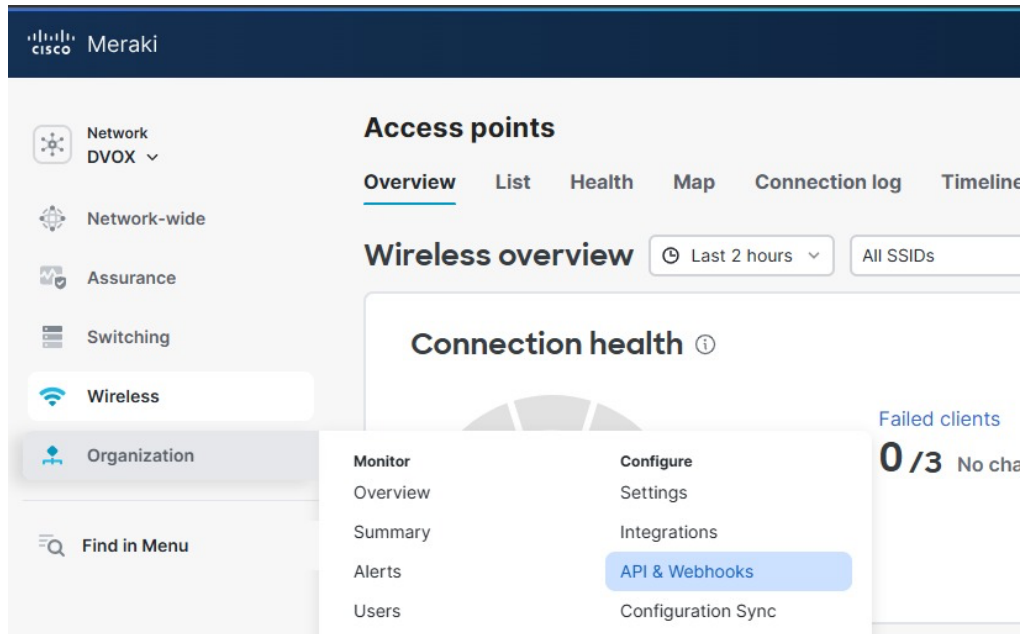 cisco Meraki
Network
DVOX
Network-wide
Assurance
Switching
Wireless
Organization
Find in Menu
Access points
Overview List Health Map Connection log Timeline
Wireless overview Last 2 hours All SSIDs
Connection health
Failed clients
0 /3 No cha
Monitor
Overview
Summary
Alerts
Users
Configure
Settings
Integrations
API & Webhooks
Configuration Sync